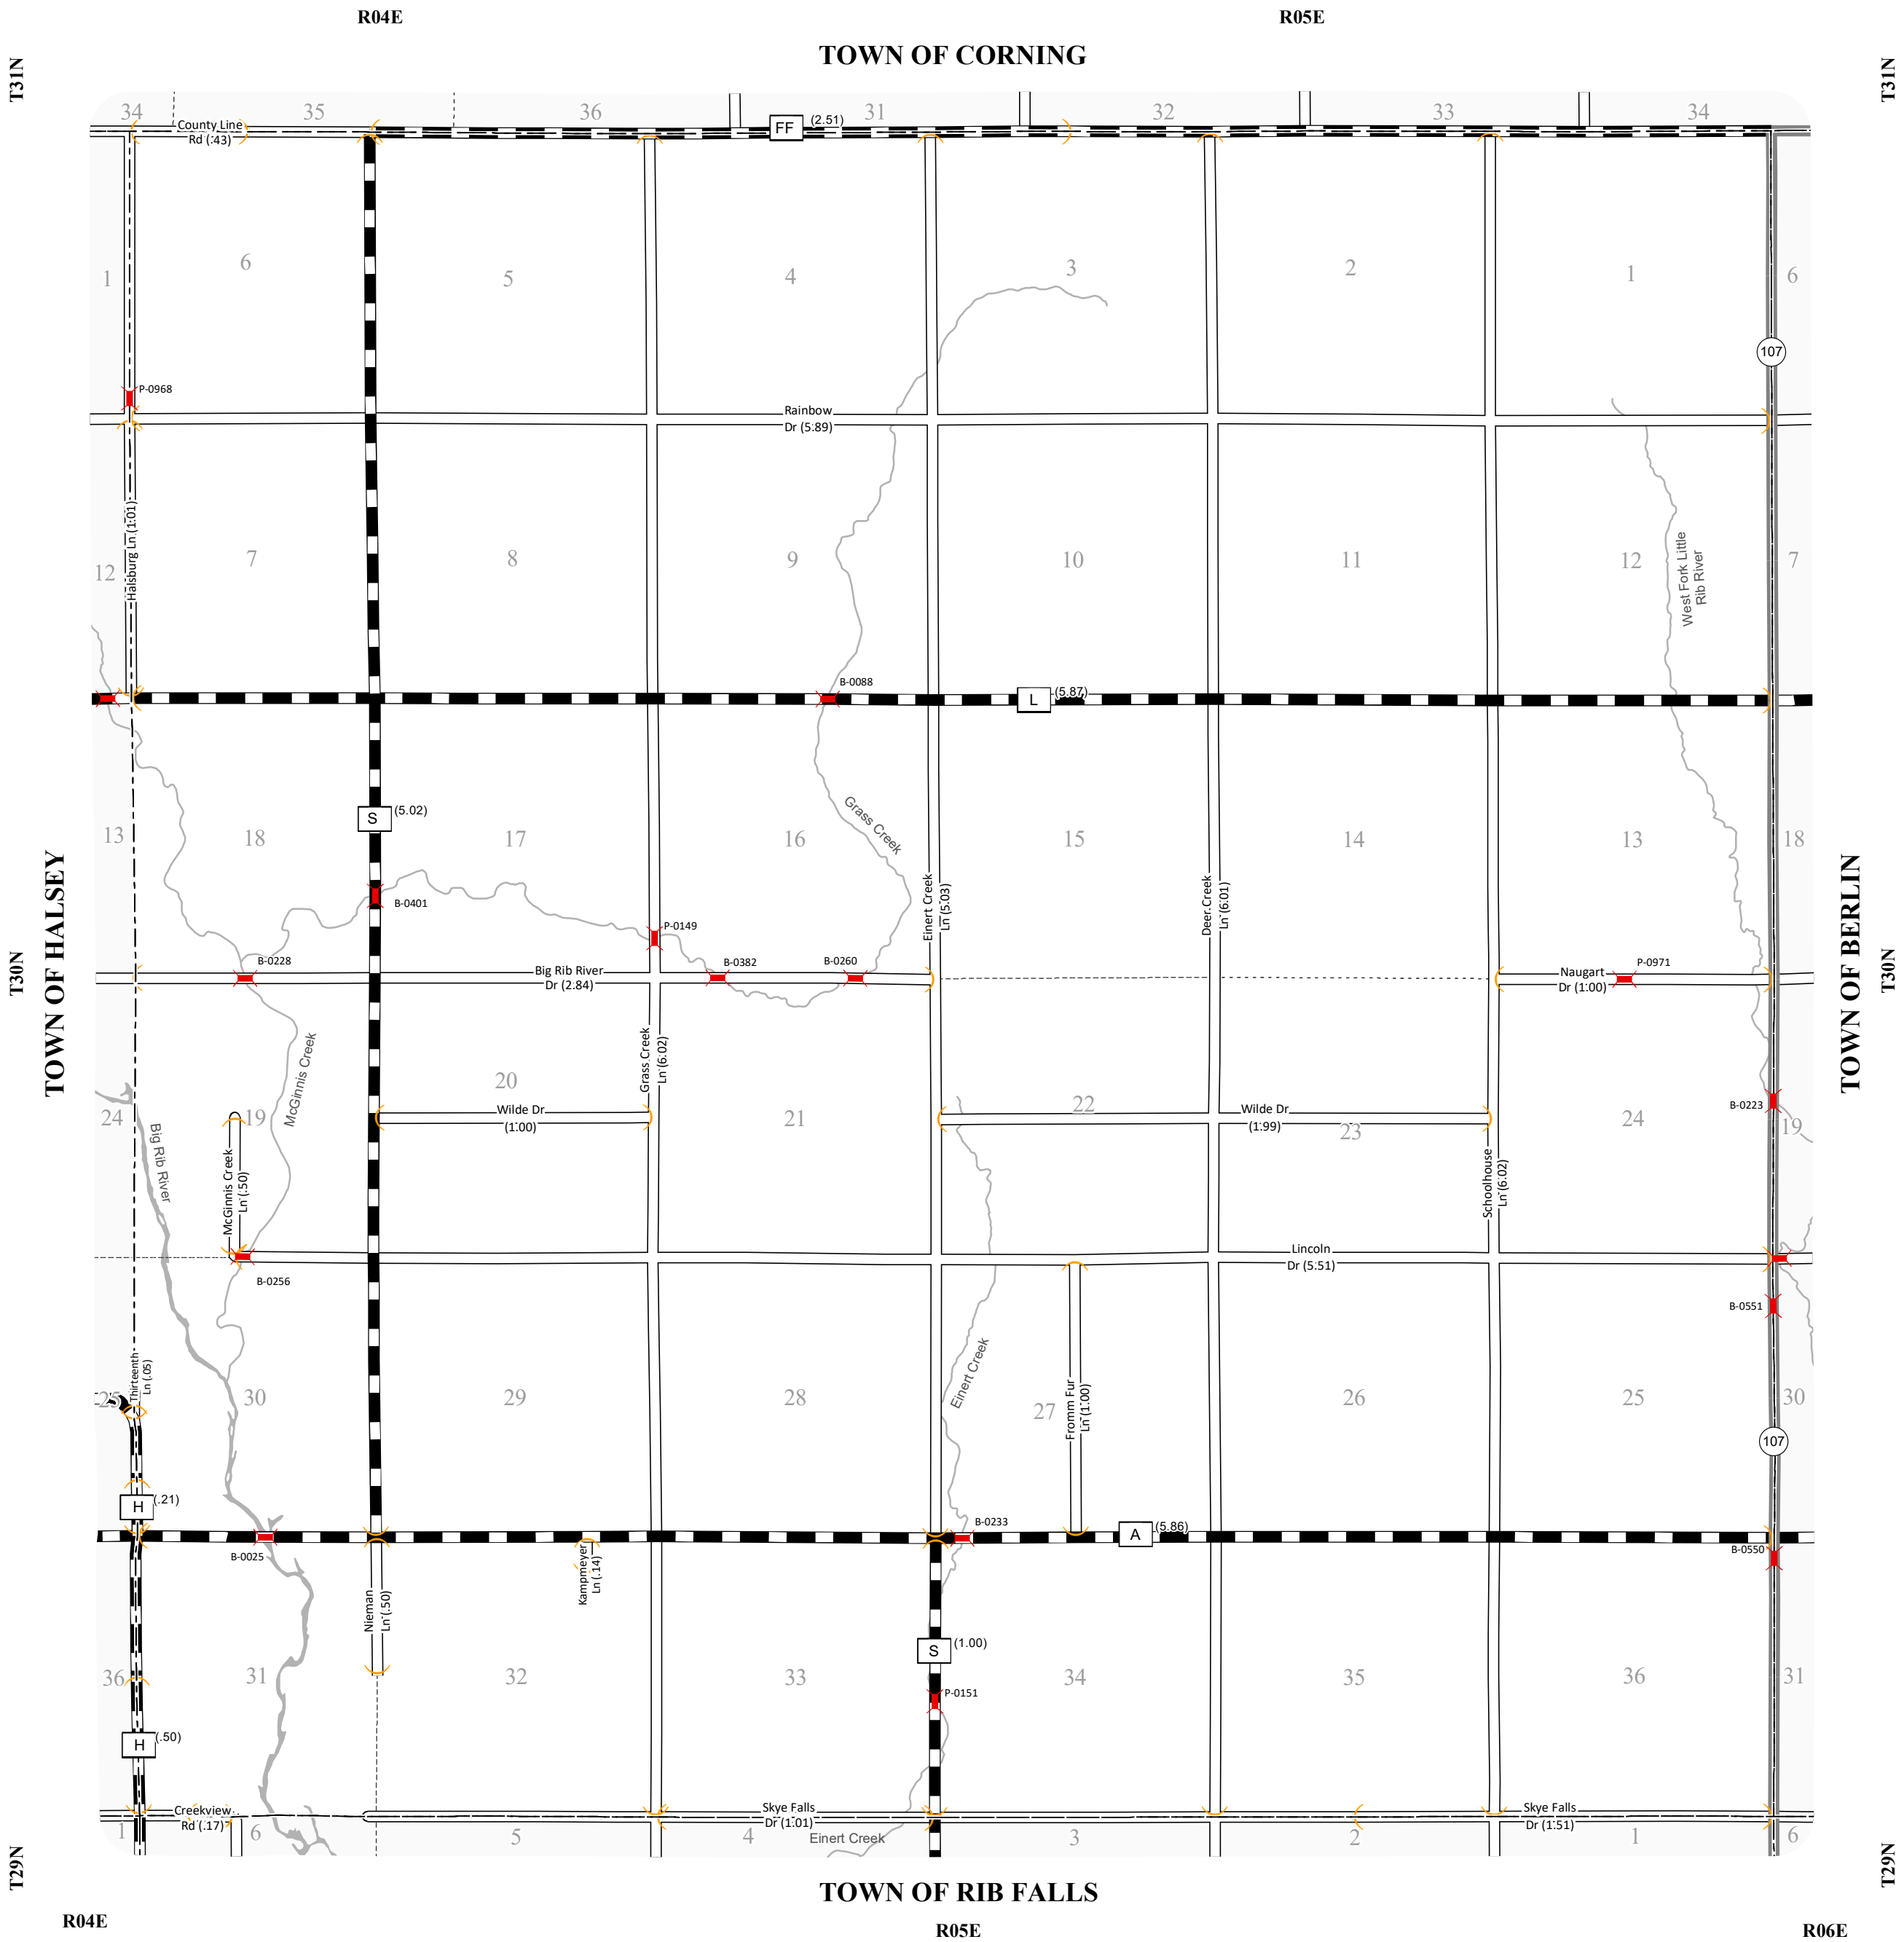 R04E
R05E
TOWN OF CORNING
T31N
T31N
34
35
36
31
32
33
34
County Line
Rd (.43)
FF
(2.51)
1
6
5
4
3
2
1
6
107
P-0968
Rainbow
Dr (5.89)
Halsburg Ln (1.01)
12
7
8
9
10
11
12
7
West Fork Little
Rib River
B-0088
L
(5.87)
S
(5.02)
13
18
17
16
15
14
13
18
Grass Creek
TOWN OF HALSEY
TOWN OF BERLIN
B-0401
Einert Creek
Ln (5.03)
Deer Creek
Ln (6.01)
P-0149
T30N
T30N
B-0228
Big Rib River
Dr (2.84)
B-0382
B-0260
Naugart
Dr (1.00)
P-0971
McGinnis Creek
Grass Creek
Ln (6.02)
20
24
19
Wilde Dr
(1.00)
21
22
Wilde Dr
(1.99)
23
24
B-0223
19
Big Rib River
McGinnis Creek
Ln (.50)
Schoolhouse
Ln (6.02)
B-0256
Lincoln
Dr (5.51)
B-0551
Thirteenth
Ln (.05)
Einert Creek
25
30
29
28
27
Fromm Fur
Ln (1.00)
26
25
30
107
H
(.21)
B-0025
B-0233
A
(5.86)
B-0550
Kampmeyer
Ln (.14)
Nieman
Ln (.50)
S
(1.00)
36
31
32
33
34
35
36
31
P-0151
H
(.50)
Creekview
Rd (.17)
Skye Falls
Dr (1.01)
Skye Falls
Dr (1.51)
1
6
5
4
Einert Creek
3
2
1
6
T29N
T29N
TOWN OF RIB FALLS
R04E
R05E
R06E